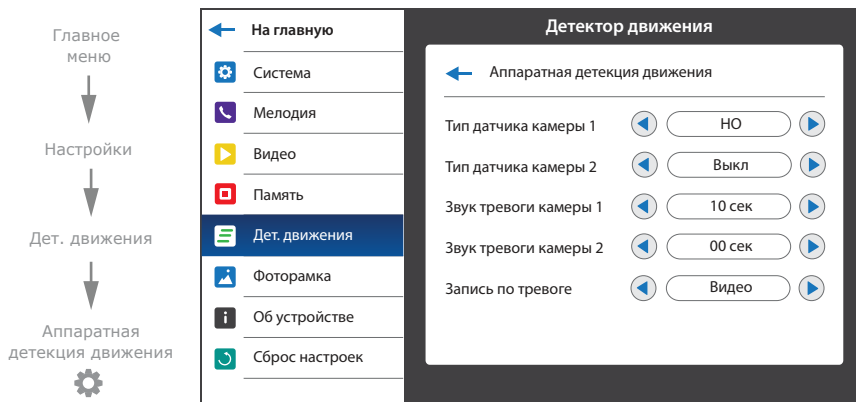 Главное
меню
Настройки
Дет. движения
Аппаратная
детекция движения
На главную
Система
Мелодия
Видео
Память
Дет. движения
Фоторамка
Об устройстве
Сброс настроек
Детектор движения
Аппаратная детекция движения
Тип датчика камеры 1 НО
Тип датчика камеры 2 Выкл
Звук тревоги камеры 1 10 сек
Звук тревоги камеры 2 00 сек
Запись по тревоге Видео